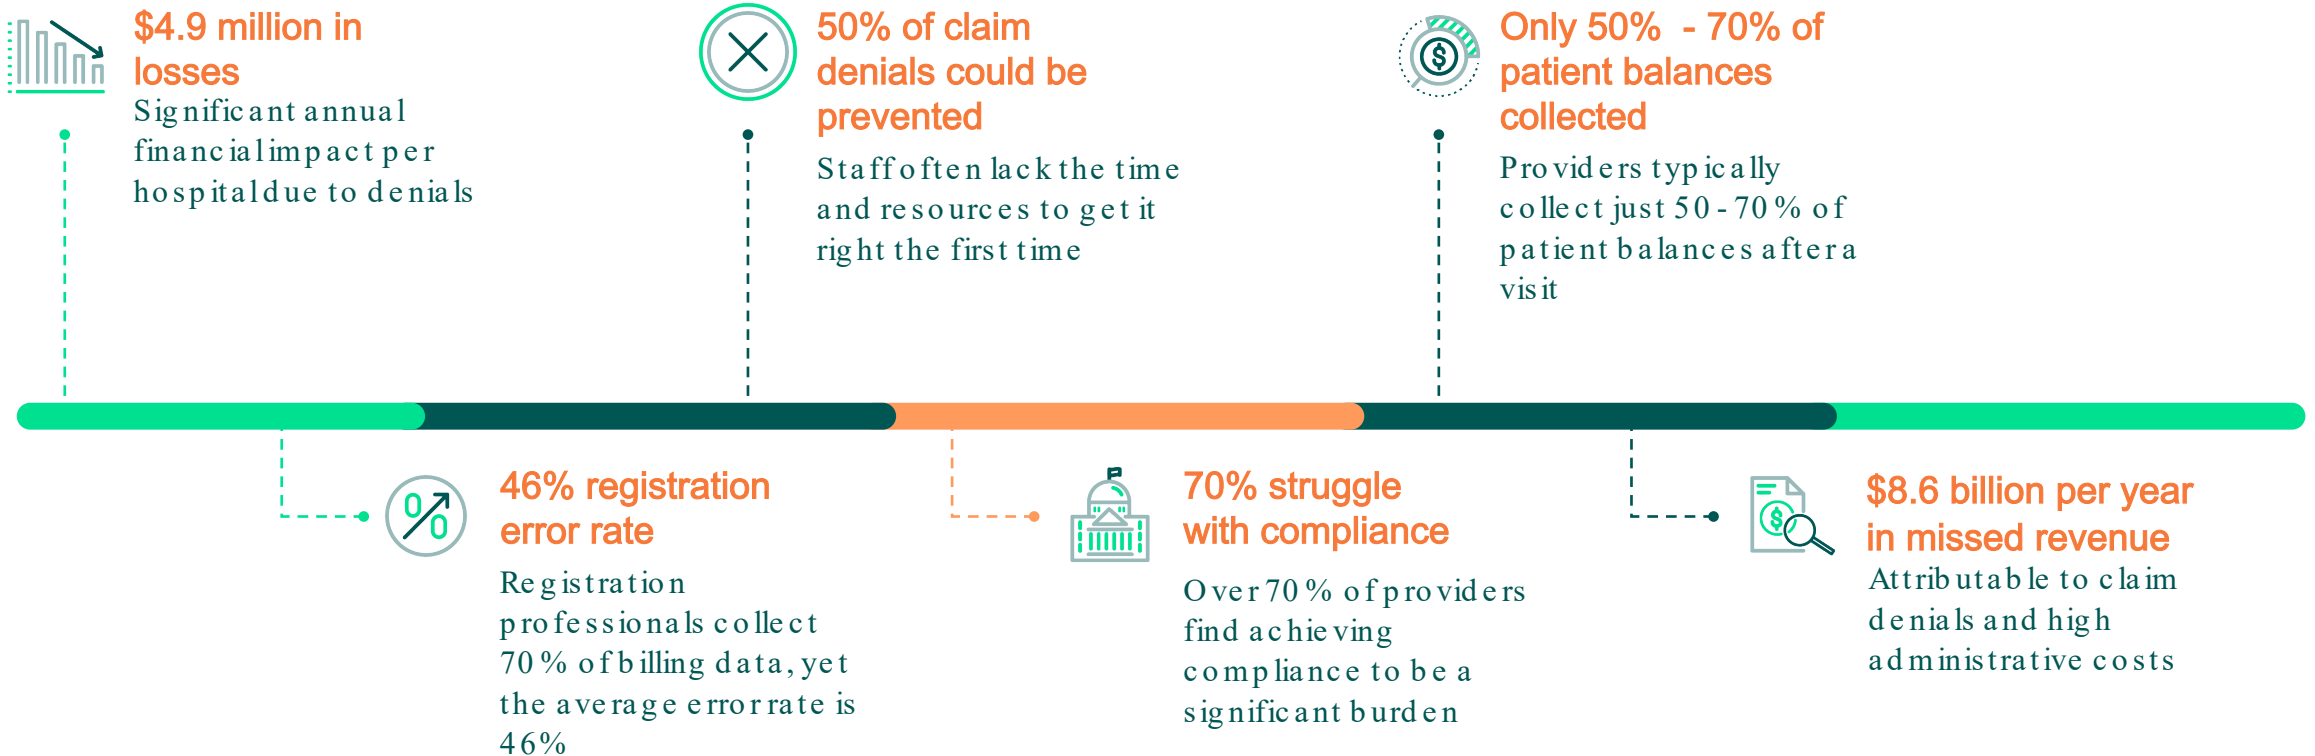 $4.9 million in
losses
Significant annual
financial impact per
hospital due to denials
50% of claim
denials could be
prevented
Staff often lack the time
and resources to get it
right the first time
Only 50% - 70% of
patient balances
collected
Providers typically
collect just 50-70% of
patient balances after a
visit
46% registration
error rate
Registration
professionals collect
70% of billing data, yet
the average error rate is
46%
70% struggle
with compliance
Over 70% of providers
find achieving
compliance to be a
significant burden
$8.6 billion per year
in missed revenue
Attributable to claim
denials and high
administrative costs